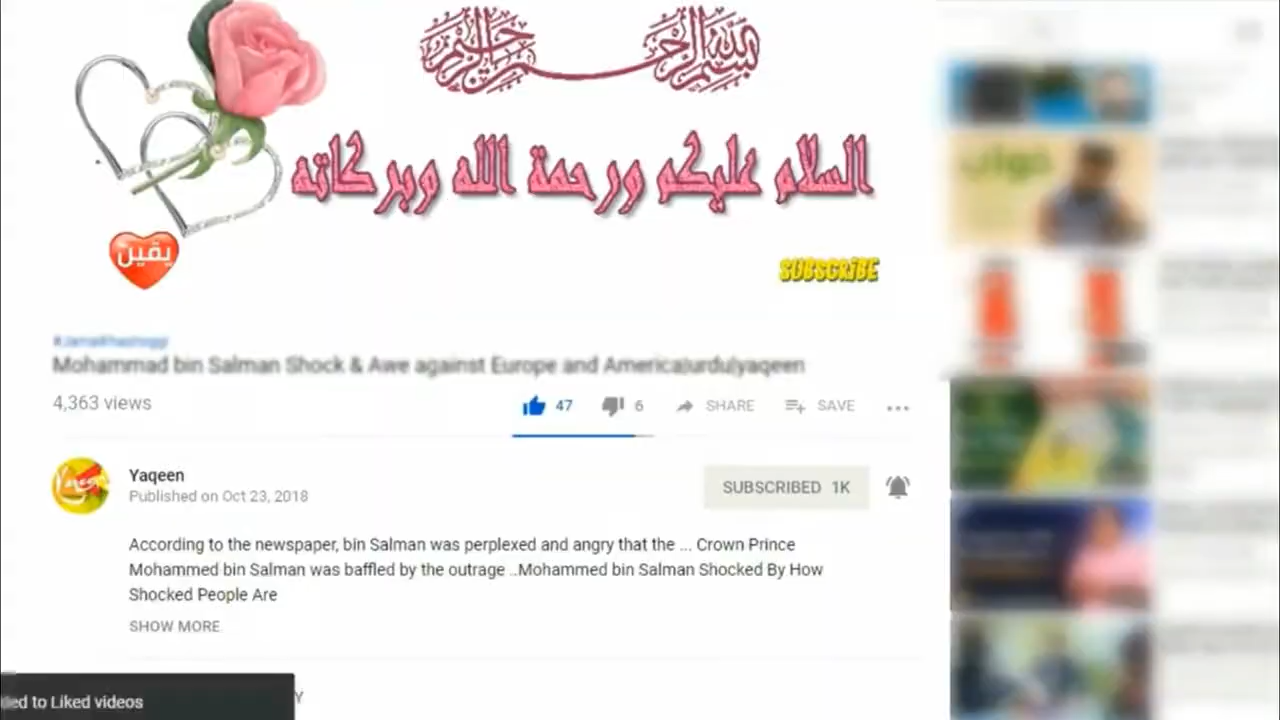 بسم الله الرحمن الرحيم
السلام عليكم ورحمة الله وبركاته
يقين
SUBSCRIBE
#JamalKhashoggi
Mohammad bin Salman Shock & Awe against Europe and America|urdu|yaqeen
4,363 views
47
6
SHARE
SAVE
Yaqeen
Published on Oct 23, 2018
SUBSCRIBED 1K
According to the newspaper, bin Salman was perplexed and angry that the ... Crown Prince
Mohammed bin Salman was baffled by the outrage ..Mohammed bin Salman Shocked By How
Shocked People Are
SHOW MORE
to Liked videos